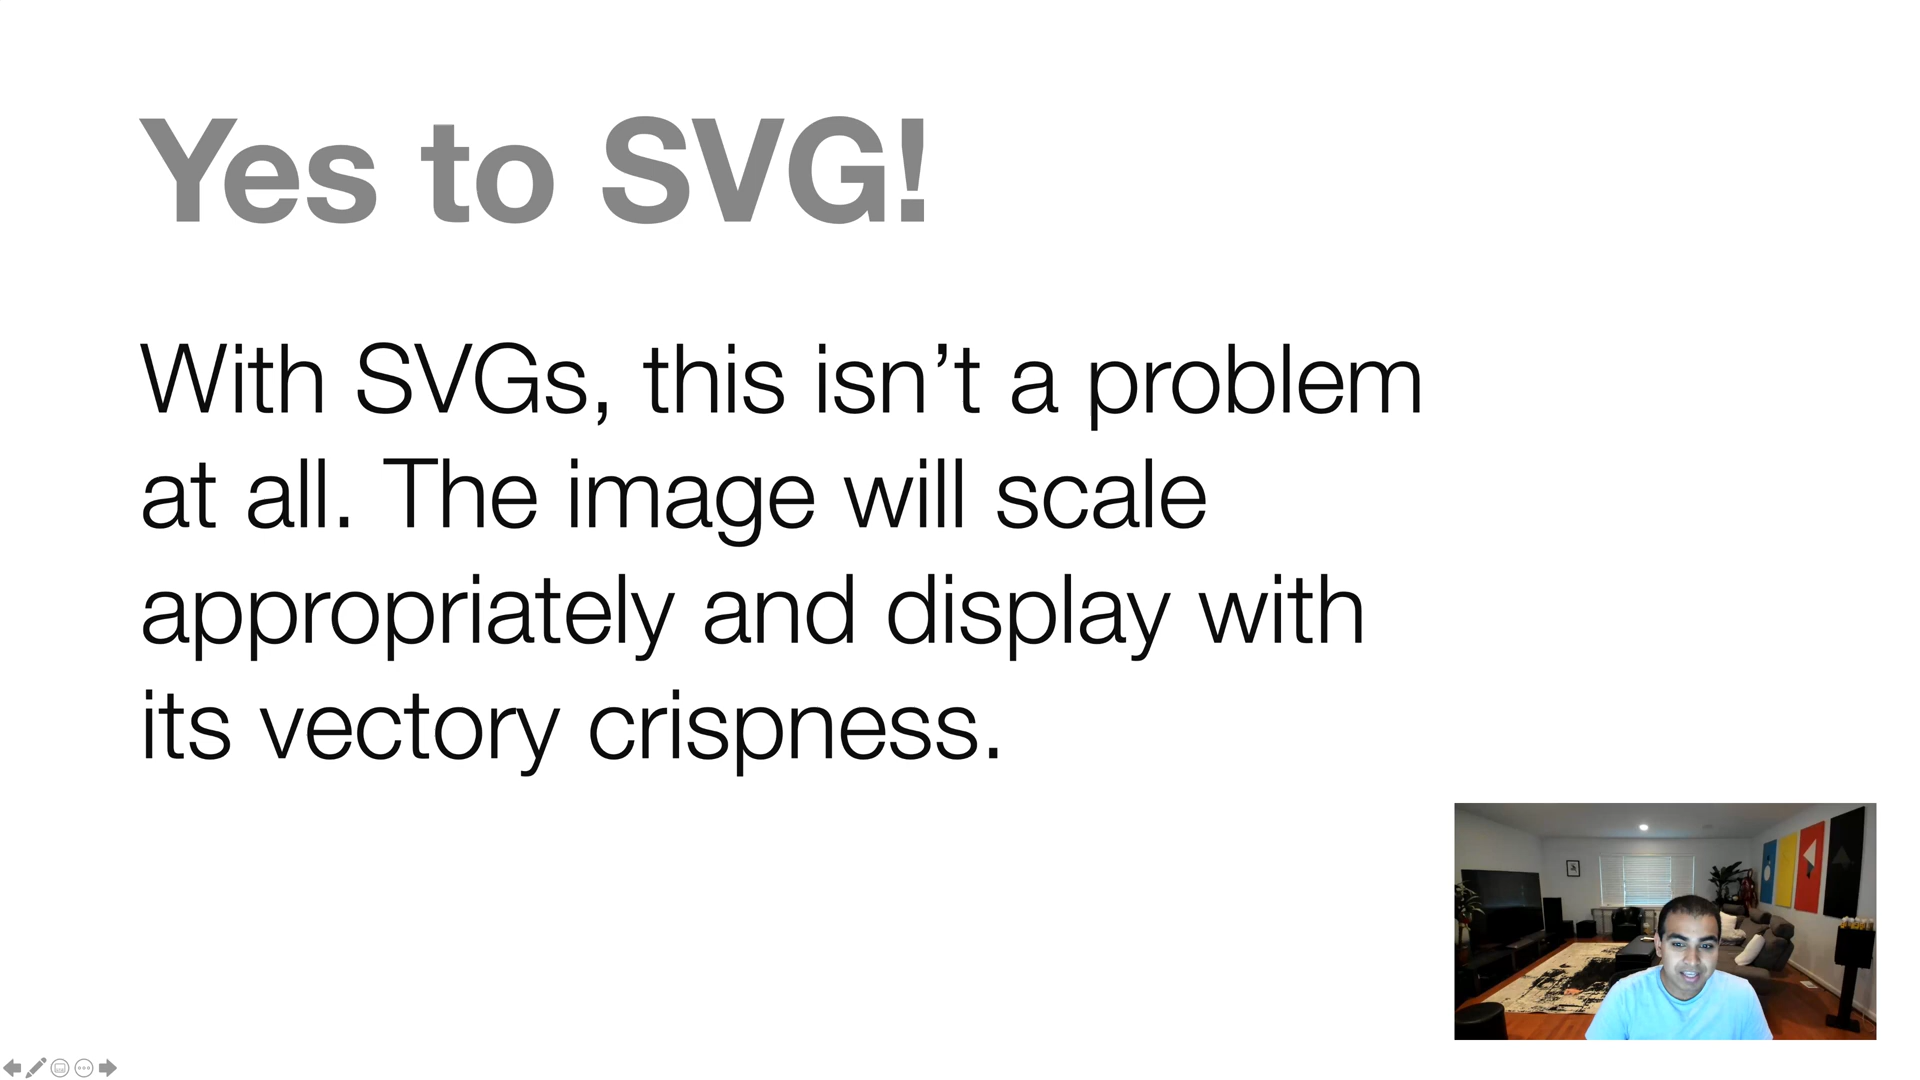 Yes to SVG!
With SVGs, this isn’t a problem
at all. The image will scale
appropriately and display with
its vectory crispness.